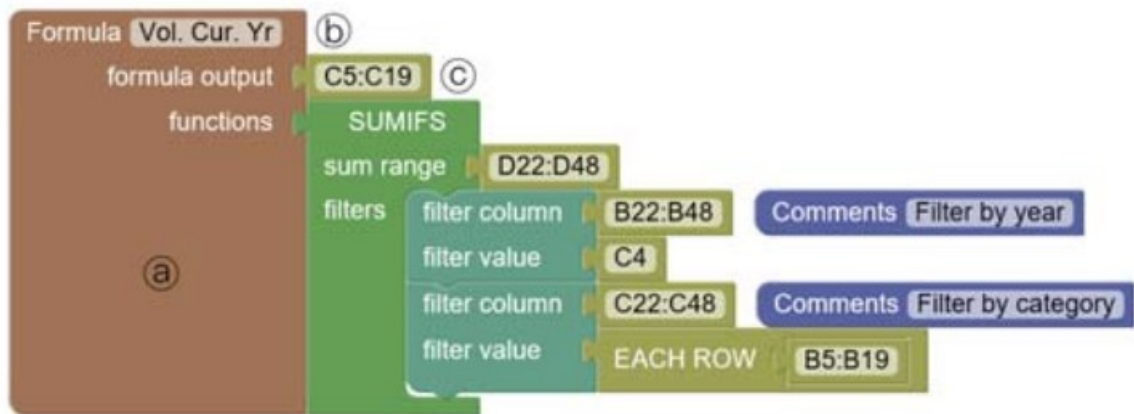 Formula Vol. Cur. Yr ⓑ
formula output C5:C19 ⓒ
functions SUMIFS
sum range D22:D48
filters filter column B22:B48 Comments Filter by year
filter value C4
ⓐ
filter column C22:C48 Comments Filter by category
filter value EACH ROW B5:B19